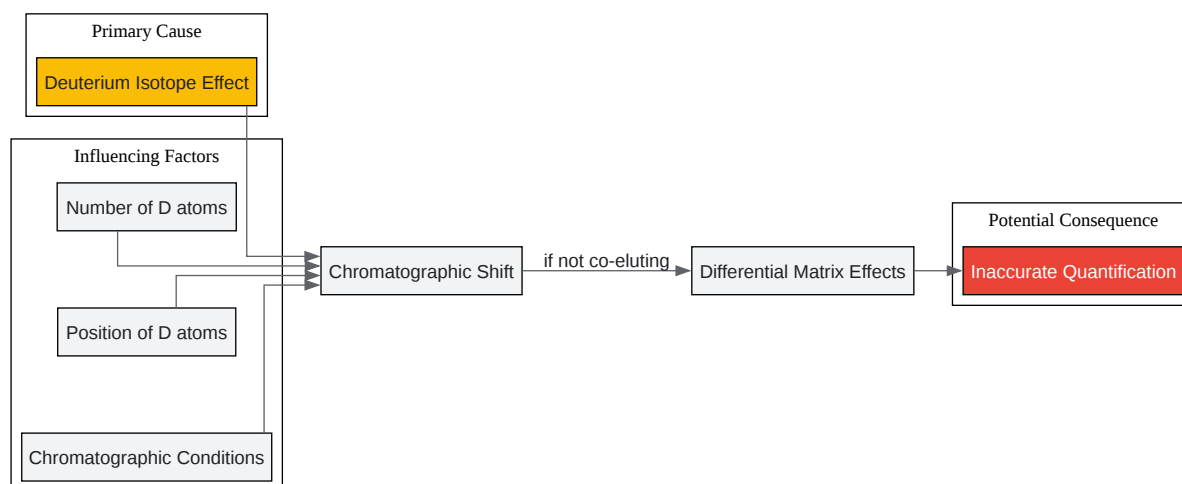 Primary Cause
Deuterium Isotope Effect
Influencing Factors
Number of D atoms
Position of D atoms
Chromatographic Conditions
Chromatographic Shift
if not co-eluting
Differential Matrix Effects
Potential Consequence
Inaccurate Quantification